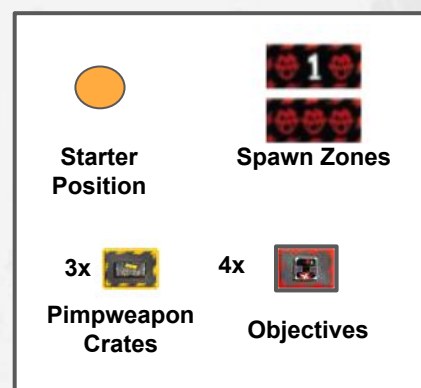 1
Starter
Position
Spawn Zones
3x
4x
Pimpweapon
Crates
Objectives